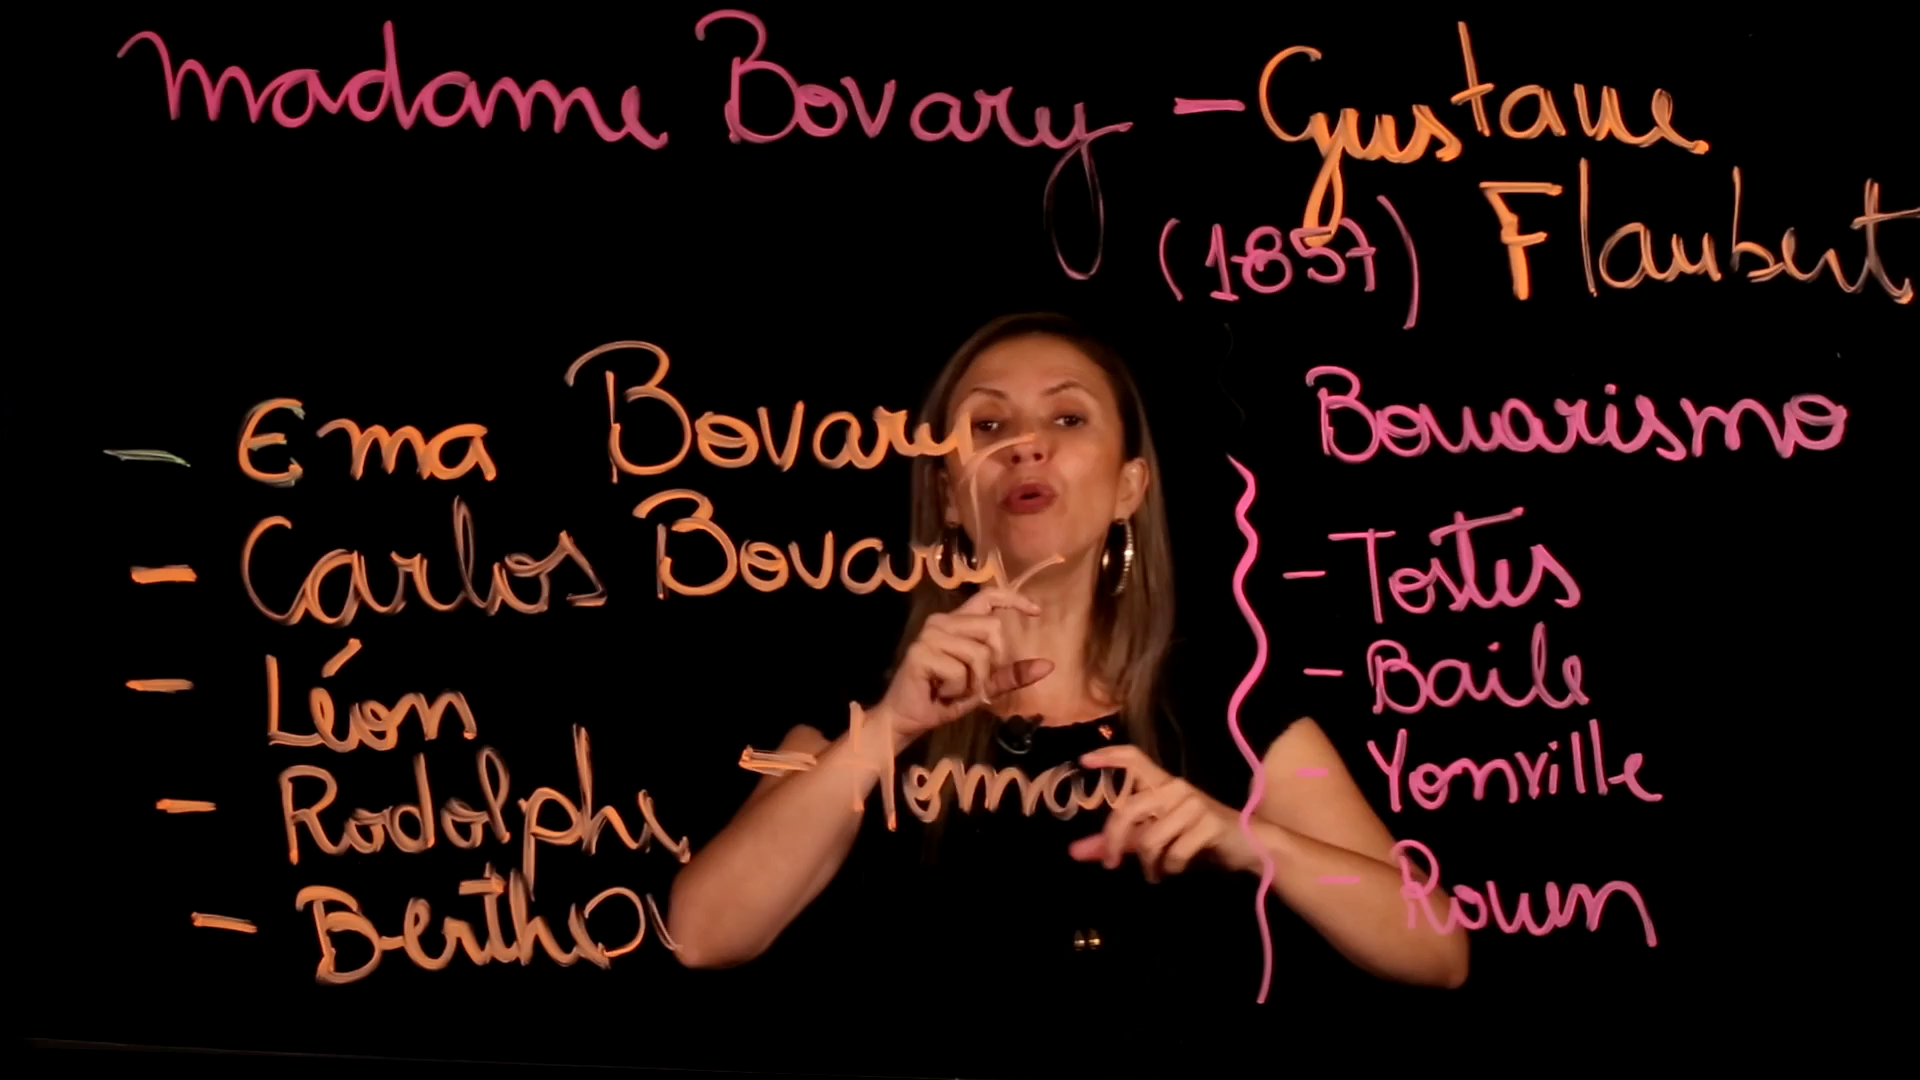 Madame Bovary - Gustave
(1857) Flaubert
- Ema Bovary
- Carlos Bovary
- Léon
- Rodolphe
- Homais
- Bertha
Bovarismo
- Tostes
- Baile
- Yonville
- Rouen